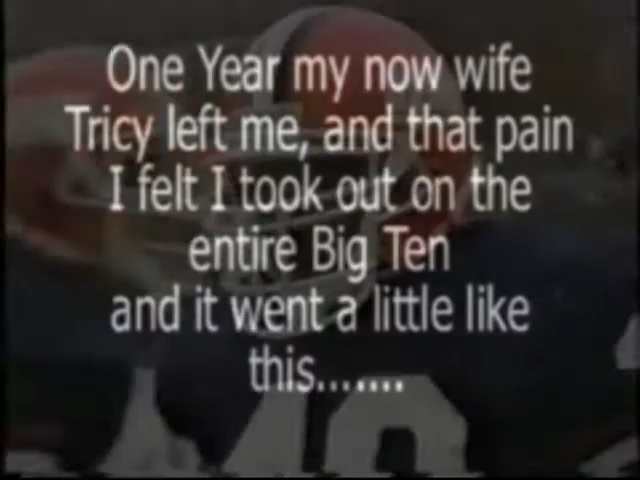 One Year my now wife
Tricy left me, and that pain
I felt I took out on the
entire Big Ten
and it went a little like
this.......